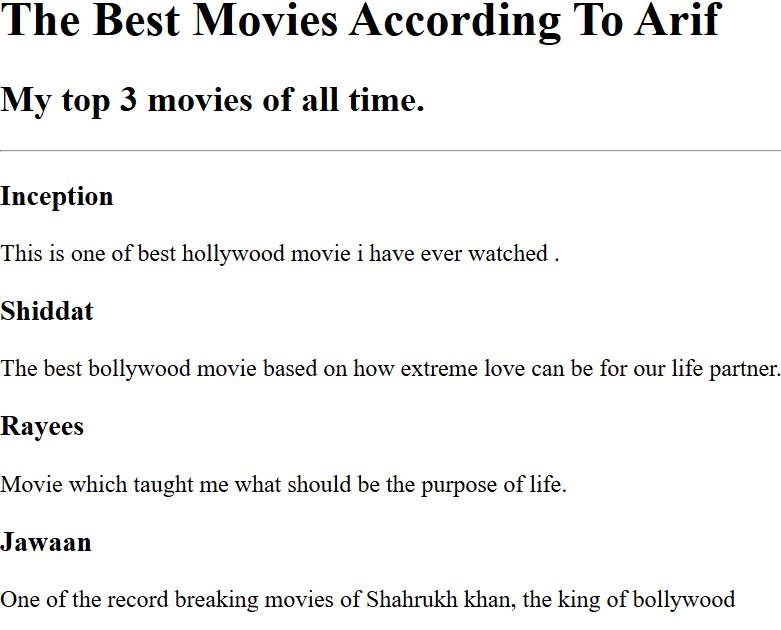 The Best Movies According To Arif
My top 3 movies of all time.
Inception
This is one of best hollywood movie i have ever watched .
Shiddat
The best bollywood movie based on how extreme love can be for our life partner.
Rayees
Movie which taught me what should be the purpose of life.
Jawaan
One of the record breaking movies of Shahrukh khan, the king of bollywood